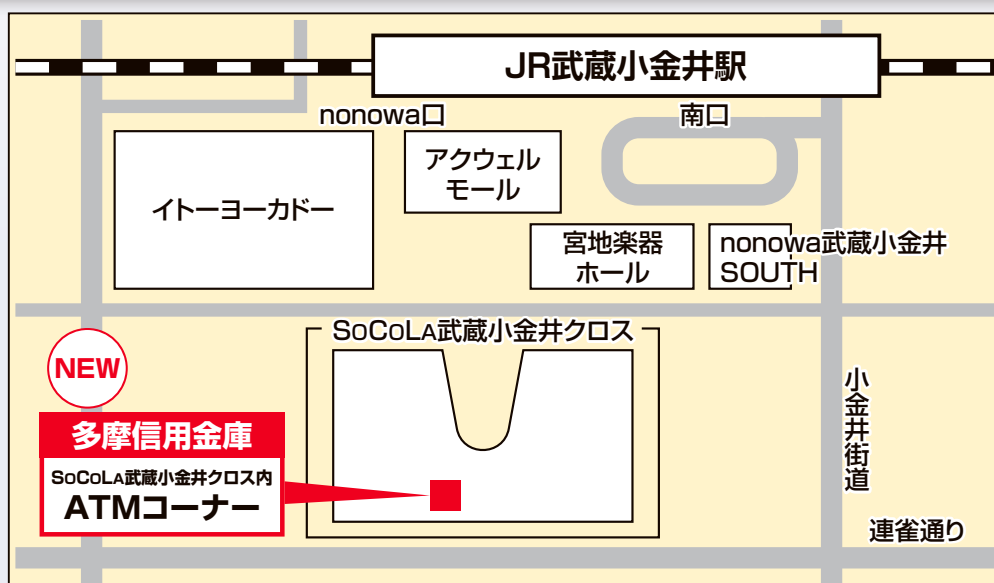 JR武蔵小金井駅
nonowa口
南口
アクウェル
モール
イトーヨーカドー
宮地楽器
ホール
nonowa武蔵小金井
SOUTH
SOCOLA武蔵小金井クロス
NEW
多摩信用金庫
SOCOLA武蔵小金井クロス内
ATMコーナー
小金井街道
連雀通り